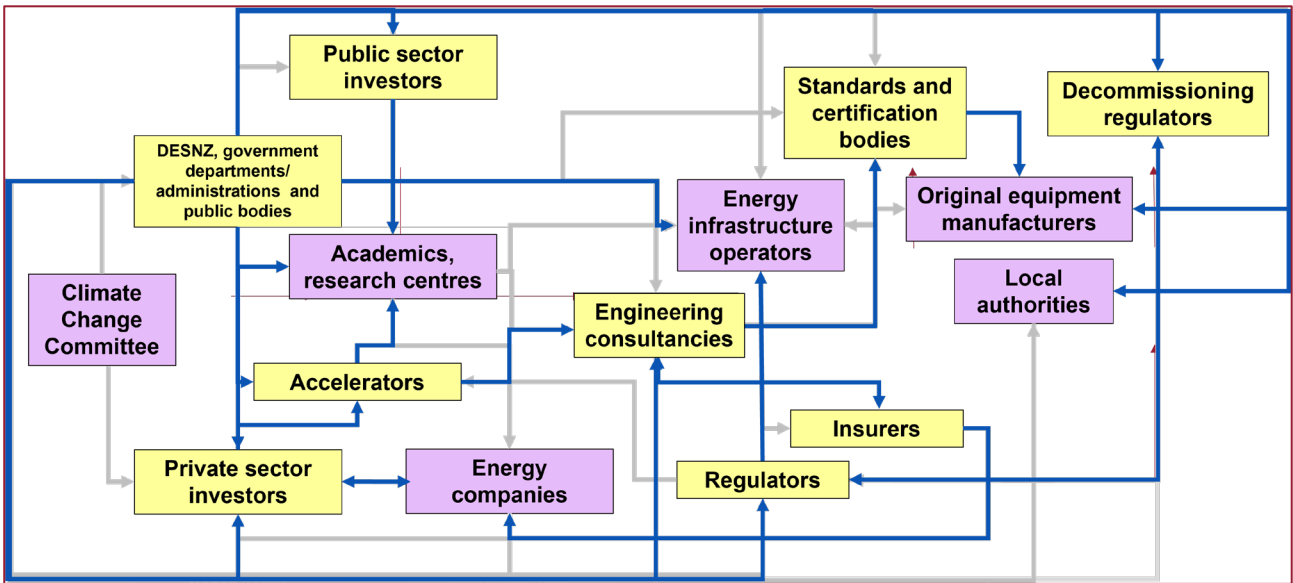 Public sector
investors
Standards and
certification
bodies
Decommissioning
regulators
DESNZ, government
departments/
administrations and
public bodies
Energy
infrastructure
operators
Original equipment
manufacturers
Academics,
research centres
Local
authorities
Climate
Change
Committee
Engineering
consultancies
Accelerators
Insurers
Private sector
investors
Energy
companies
Regulators